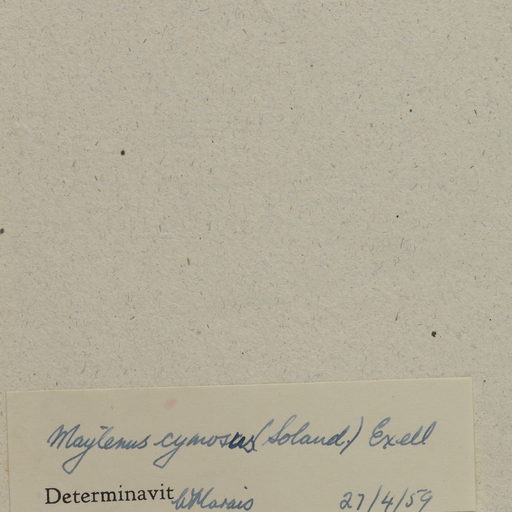 Maytenus cymosus (Soland.) Exell
Determinavit W Marais 27/4/59